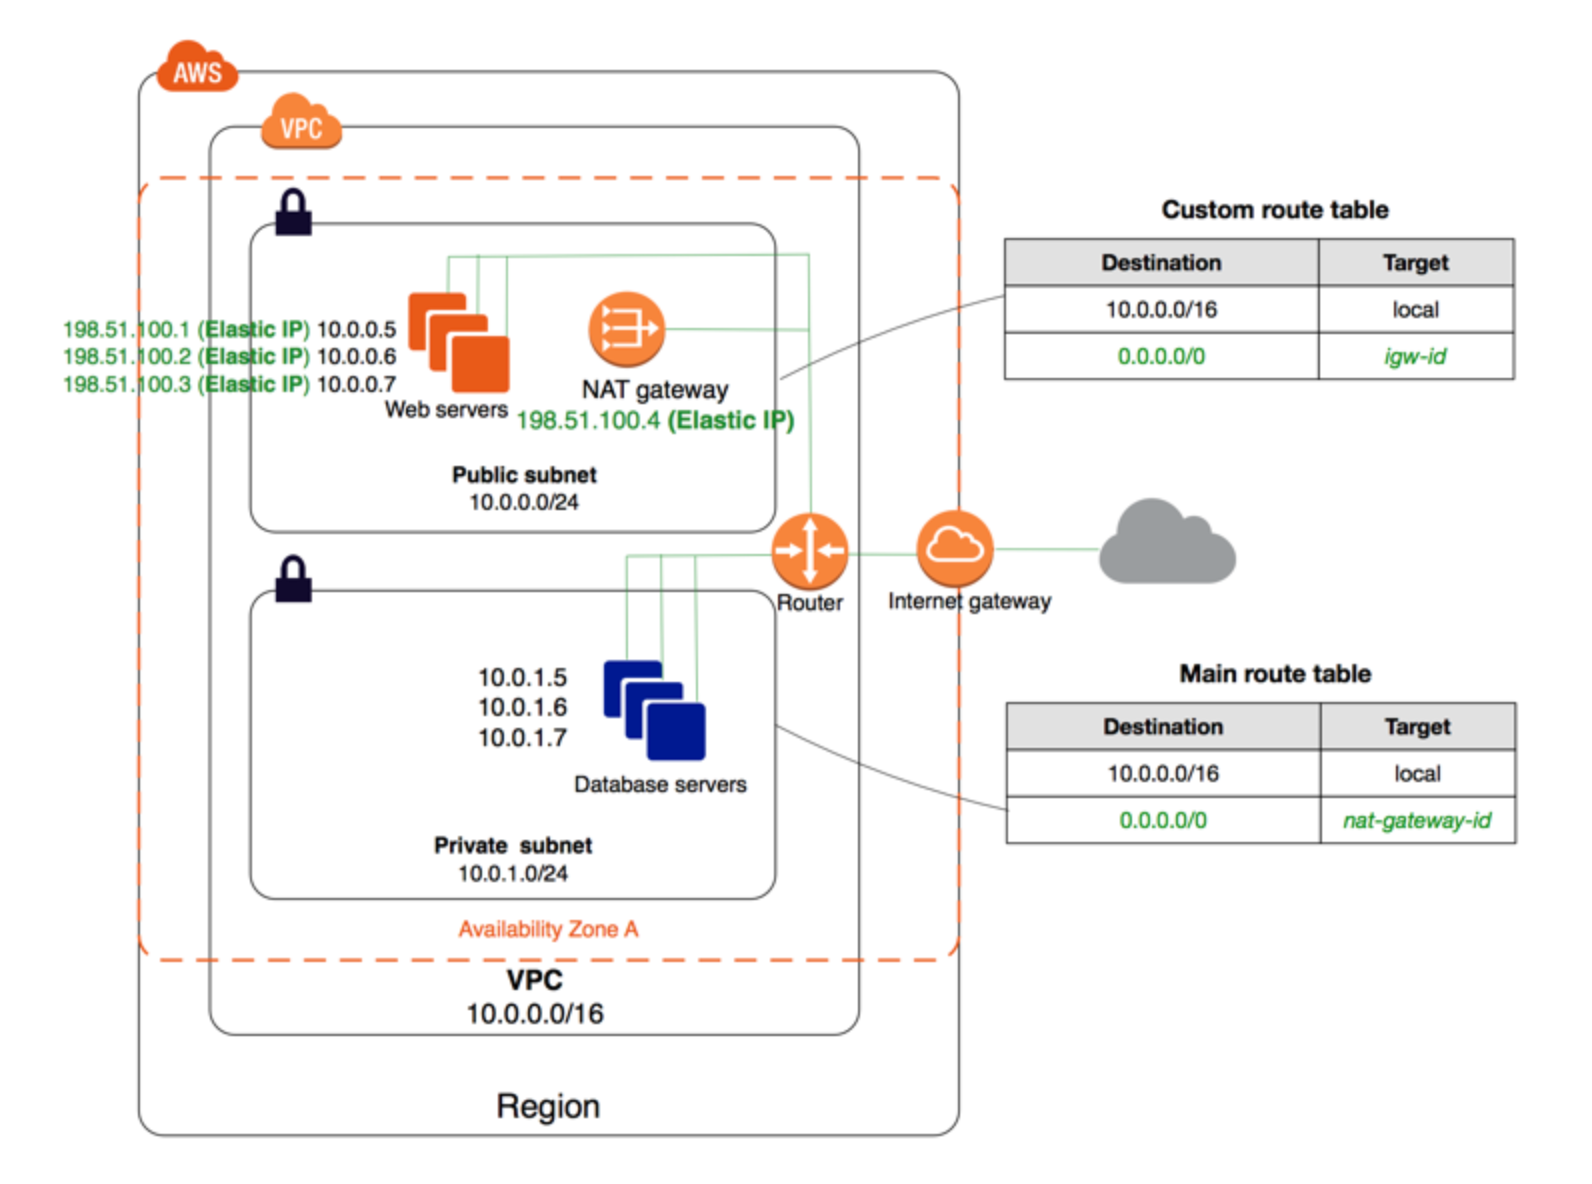 AWS
VPC
198.51.100.1 (Elastic IP) 10.0.0.5
198.51.100.2 (Elastic IP) 10.0.0.6
198.51.100.3 (Elastic IP) 10.0.0.7
Web servers
NAT gateway
198.51.100.4 (Elastic IP)
Public subnet
10.0.0.0/24
Router
Internet gateway
10.0.1.5
10.0.1.6
10.0.1.7
Database servers
Private subnet
10.0.1.0/24
Availability Zone A
VPC
10.0.0.0/16
Region
Custom route table
Destination Target
10.0.0.0/16 local
0.0.0.0/0 igw-id
Main route table
Destination Target
10.0.0.0/16 local
0.0.0.0/0 nat-gateway-id